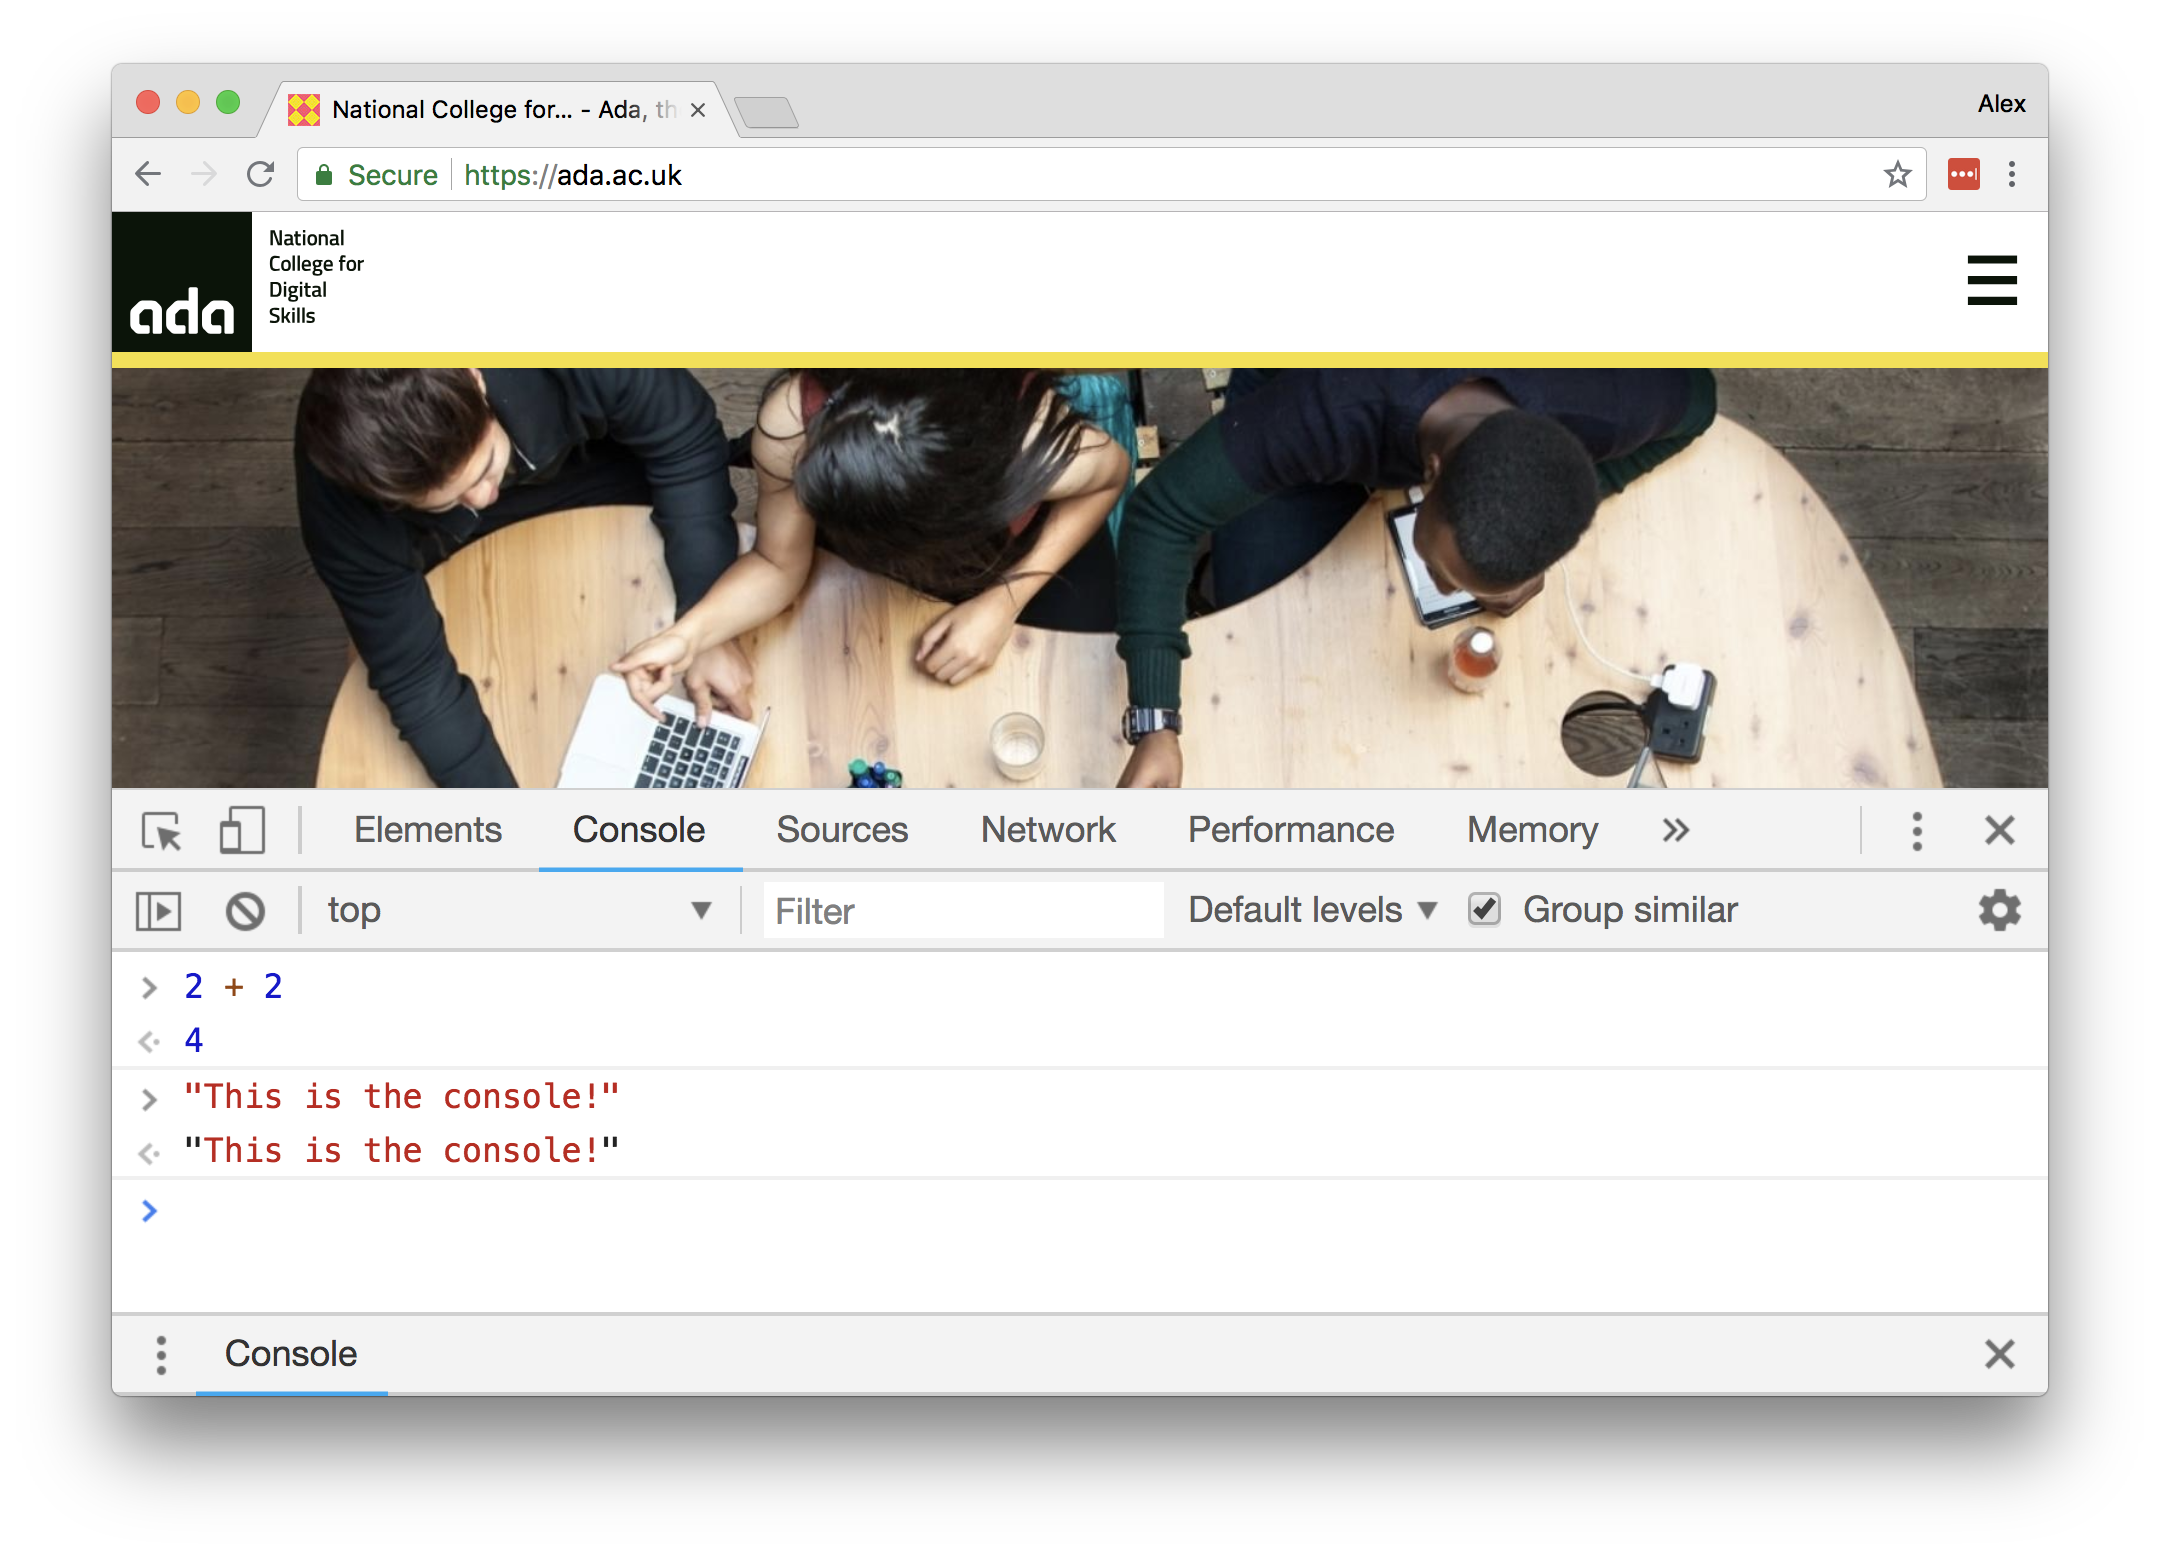 National College for... - Ada, th
Alex
Secure https://ada.ac.uk
ada
National
College for
Digital
Skills
Elements Console Sources Network Performance Memory »
top Filter Default levels Group similar
> 2 + 2
4
> "This is the console!"
"This is the console!"
>
Console